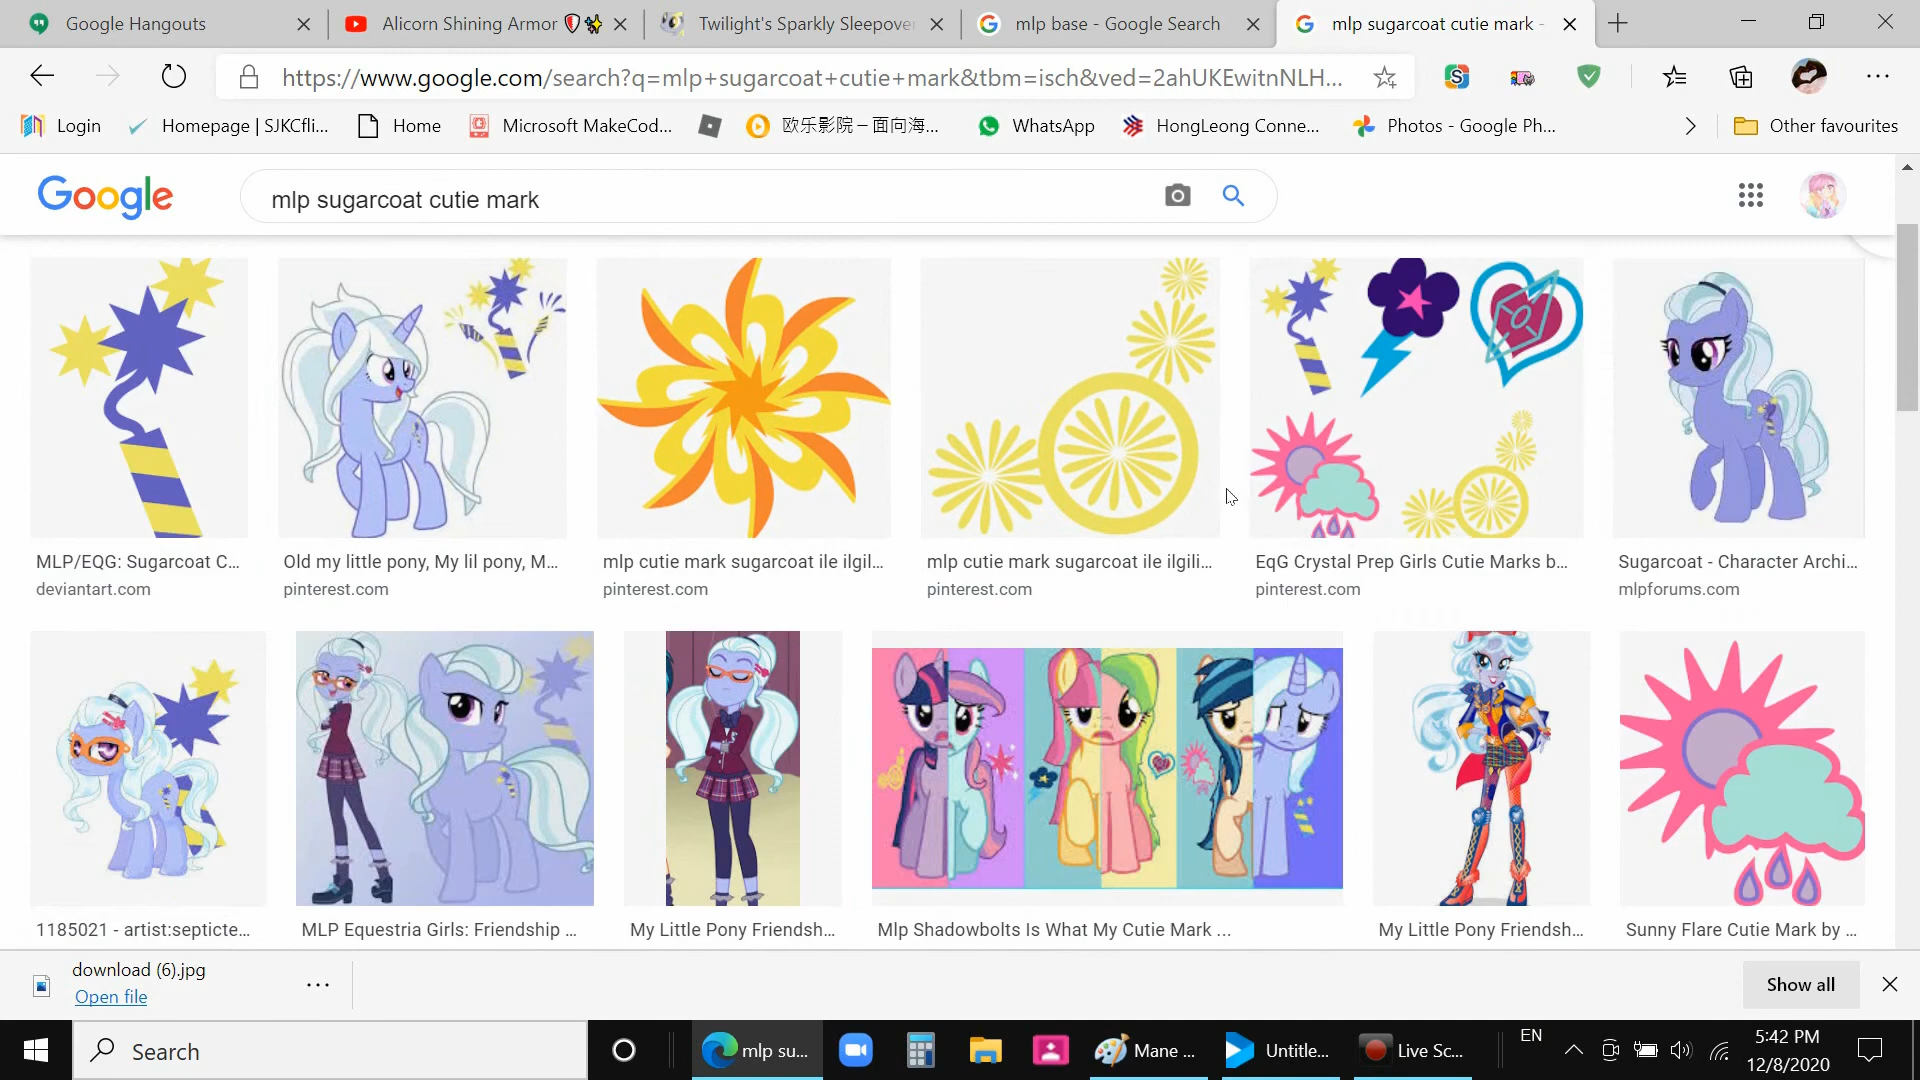 Google Hangouts
Alicorn Shining Armor
Twilight's Sparkly Sleepover
mlp base - Google Search
mlp sugarcoat cutie mark -
https://www.google.com/search?q=mlp+sugarcoat+cutie+mark&tbm=isch&ved=2ahUKEwitnNLH...
Login
Homepage | SJKCfli...
Home
Microsoft MakeCod...
欧乐影院 – 面向海...
WhatsApp
HongLeong Conne...
Photos - Google Ph...
Other favourites
Google
mlp sugarcoat cutie mark
MLP/EQG: Sugarcoat C...
deviantart.com
Old my little pony, My lil pony, M...
pinterest.com
mlp cutie mark sugarcoat ile ilgil...
pinterest.com
mlp cutie mark sugarcoat ile ilgili...
pinterest.com
EqG Crystal Prep Girls Cutie Marks b...
pinterest.com
Sugarcoat - Character Archi...
mlpforums.com
1185021 - artist:septicte...
MLP Equestria Girls: Friendship ...
My Little Pony Friendsh...
Mlp Shadowbolts Is What My Cutie Mark ...
My Little Pony Friendsh...
Sunny Flare Cutie Mark by ...
download (6).jpg
Open file
Show all
Search
mlp su...
Mane ...
Untitle...
Live Sc...
EN
5:42 PM
12/8/2020